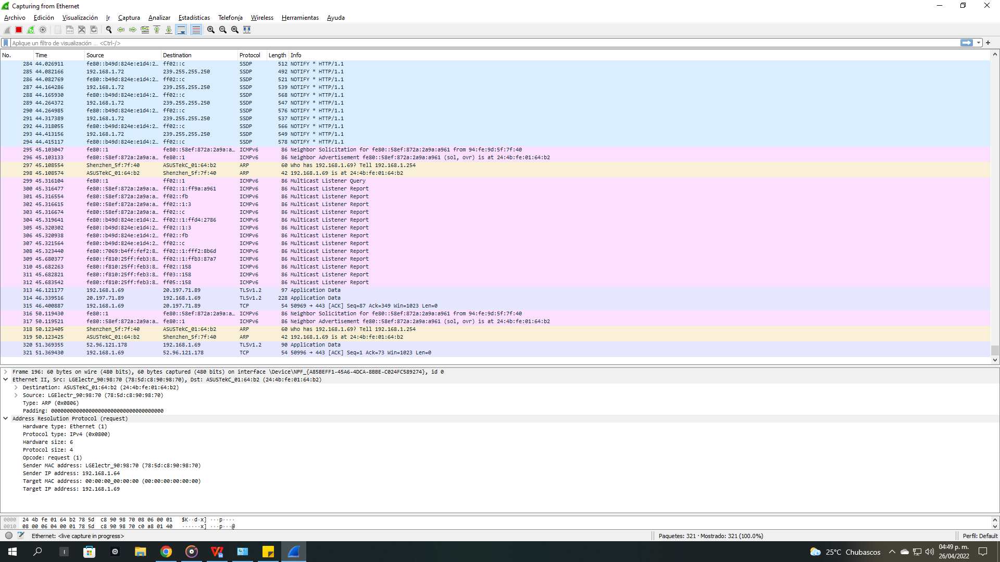 Capturing from Ethernet
Archivo Edición Visualización Ir Captura Analizar Estadísticas Telefonía Wireless Herramientas Ayuda
Aplique un filtro de visualización ... <Ctrl-/>
No. Time Source Destination Protocol Length Info
284 44.026911 fe80::b49d:824e:e1d4:2… ff02::c SSDP 512 NOTIFY * HTTP/1.1
285 44.082166 192.168.1.72 239.255.255.250 SSDP 492 NOTIFY * HTTP/1.1
286 44.082769 fe80::b49d:824e:e1d4:2… ff02::c SSDP 521 NOTIFY * HTTP/1.1
287 44.164286 192.168.1.72 239.255.255.250 SSDP 539 NOTIFY * HTTP/1.1
288 44.165930 fe80::b49d:824e:e1d4:2… ff02::c SSDP 568 NOTIFY * HTTP/1.1
289 44.264372 192.168.1.72 239.255.255.250 SSDP 547 NOTIFY * HTTP/1.1
290 44.264985 fe80::b49d:824e:e1d4:2… ff02::c SSDP 576 NOTIFY * HTTP/1.1
291 44.317389 192.168.1.72 239.255.255.250 SSDP 537 NOTIFY * HTTP/1.1
292 44.318055 fe80::b49d:824e:e1d4:2… ff02::c SSDP 566 NOTIFY * HTTP/1.1
293 44.413156 192.168.1.72 239.255.255.250 SSDP 549 NOTIFY * HTTP/1.1
294 44.415117 fe80::b49d:824e:e1d4:2… ff02::c SSDP 578 NOTIFY * HTTP/1.1
295 45.103047 fe80::1 fe80::58ef:872a:2a9a:a… ICMPv6 86 Neighbor Solicitation for fe80::58ef:872a:2a9a:a961 from 94:fe:9d:5f:7f:40
296 45.103133 fe80::58ef:872a:2a9a:a… fe80::1 ICMPv6 86 Neighbor Advertisement fe80::58ef:872a:2a9a:a961 (sol, ovr) is at 24:4b:fe:01:64:b2
297 45.108554 Shenzhen_5f:7f:40 ASUSTekC_01:64:b2 ARP 60 Who has 192.168.1.69? Tell 192.168.1.254
298 45.108574 ASUSTekC_01:64:b2 Shenzhen_5f:7f:40 ARP 42 192.168.1.69 is at 24:4b:fe:01:64:b2
299 45.316104 fe80::1 ff02::1 ICMPv6 86 Multicast Listener Query
300 45.316477 fe80::58ef:872a:2a9a:a… ff02::1:ff9a:a961 ICMPv6 86 Multicast Listener Report
301 45.316554 fe80::58ef:872a:2a9a:a… ff02::fb ICMPv6 86 Multicast Listener Report
302 45.316615 fe80::58ef:872a:2a9a:a… ff02::1:3 ICMPv6 86 Multicast Listener Report
303 45.316674 fe80::58ef:872a:2a9a:a… ff02::c ICMPv6 86 Multicast Listener Report
304 45.319641 fe80::b49d:824e:e1d4:2… ff02::1:ffd4:2786 ICMPv6 86 Multicast Listener Report
305 45.320302 fe80::b49d:824e:e1d4:2… ff02::1:3 ICMPv6 86 Multicast Listener Report
306 45.320938 fe80::b49d:824e:e1d4:2… ff02::fb ICMPv6 86 Multicast Listener Report
307 45.321564 fe80::b49d:824e:e1d4:2… ff02::c ICMPv6 86 Multicast Listener Report
308 45.323440 fe80::7069:b4ff:fef2:8… ff02::1:fff2:8b6d ICMPv6 86 Multicast Listener Report
309 45.680377 fe80::f810:25ff:feb3:8… ff02::1:ffb3:87a7 ICMPv6 86 Multicast Listener Report
310 45.682263 fe80::f810:25ff:feb3:8… ff02::158 ICMPv6 86 Multicast Listener Report
311 45.682821 fe80::f810:25ff:feb3:8… ff03::158 ICMPv6 86 Multicast Listener Report
312 45.683542 fe80::f810:25ff:feb3:8… ff05::158 ICMPv6 86 Multicast Listener Report
313 46.121177 192.168.1.69 20.197.71.89 TLSv1.2 97 Application Data
314 46.339516 20.197.71.89 192.168.1.69 TLSv1.2 228 Application Data
315 46.400887 192.168.1.69 20.197.71.89 TCP 54 50969 → 443 [ACK] Seq=87 Ack=349 Win=1023 Len=0
316 50.119430 fe80::1 fe80::58ef:872a:2a9a:a… ICMPv6 86 Neighbor Solicitation for fe80::58ef:872a:2a9a:a961 from 94:fe:9d:5f:7f:40
317 50.119521 fe80::58ef:872a:2a9a:a… fe80::1 ICMPv6 86 Neighbor Advertisement fe80::58ef:872a:2a9a:a961 (sol, ovr) is at 24:4b:fe:01:64:b2
318 50.123405 Shenzhen_5f:7f:40 ASUSTekC_01:64:b2 ARP 60 Who has 192.168.1.69? Tell 192.168.1.254
319 50.123425 ASUSTekC_01:64:b2 Shenzhen_5f:7f:40 ARP 42 192.168.1.69 is at 24:4b:fe:01:64:b2
320 51.369355 52.96.121.178 192.168.1.69 TLSv1.2 90 Application Data
321 51.369430 192.168.1.69 52.96.121.178 TCP 54 50996 → 443 [ACK] Seq=1 Ack=73 Win=1023 Len=0
Frame 196: 60 bytes on wire (480 bits), 60 bytes captured (480 bits) on interface \Device\NPF_{A85BEFF1-45A6-4DCA-8BBE-C024FC589274}, id 0
Ethernet II, Src: LGElectr_90:98:70 (78:5d:c8:90:98:70), Dst: ASUSTekC_01:64:b2 (24:4b:fe:01:64:b2)
Destination: ASUSTekC_01:64:b2 (24:4b:fe:01:64:b2)
Source: LGElectr_90:98:70 (78:5d:c8:90:98:70)
Type: ARP (0x0806)
Padding: 000000000000000000000000000000000000
Address Resolution Protocol (request)
Hardware type: Ethernet (1)
Protocol type: IPv4 (0x0800)
Hardware size: 6
Protocol size: 4
Opcode: request (1)
Sender MAC address: LGElectr_90:98:70 (78:5d:c8:90:98:70)
Sender IP address: 192.168.1.64
Target MAC address: 00:00:00_00:00:00 (00:00:00:00:00:00)
Target IP address: 192.168.1.69
0000 24 4b fe 01 64 b2 78 5d c8 90 98 70 08 06 00 01 $K··d·x] ···p····
0010 08 00 06 04 00 01 78 5d c8 90 98 70 c0 a8 01 40 ······x] ···p···@
Ethernet: <live capture in progress> Paquetes: 321 · Mostrado: 321 (100.0%) Perfil: Default
25°C Chubascos 04:49 p. m.
26/04/2022